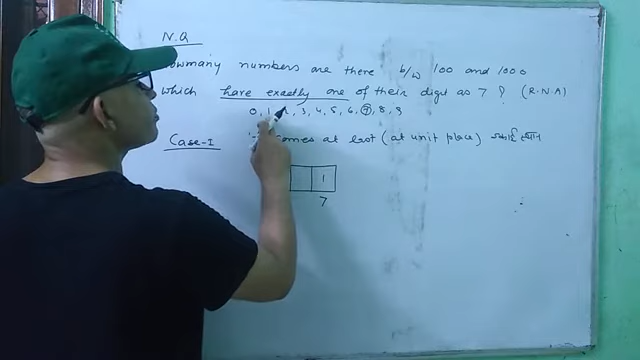 N.Q
Howmany numbers are there b/w 100 and 1000
which have exactly one of their digit as 7 ? (R.N.A)
0, 1, 2, 3, 4, 5, 6, 7, 8, 9
Case-I comes at last (at unit place)
1
7